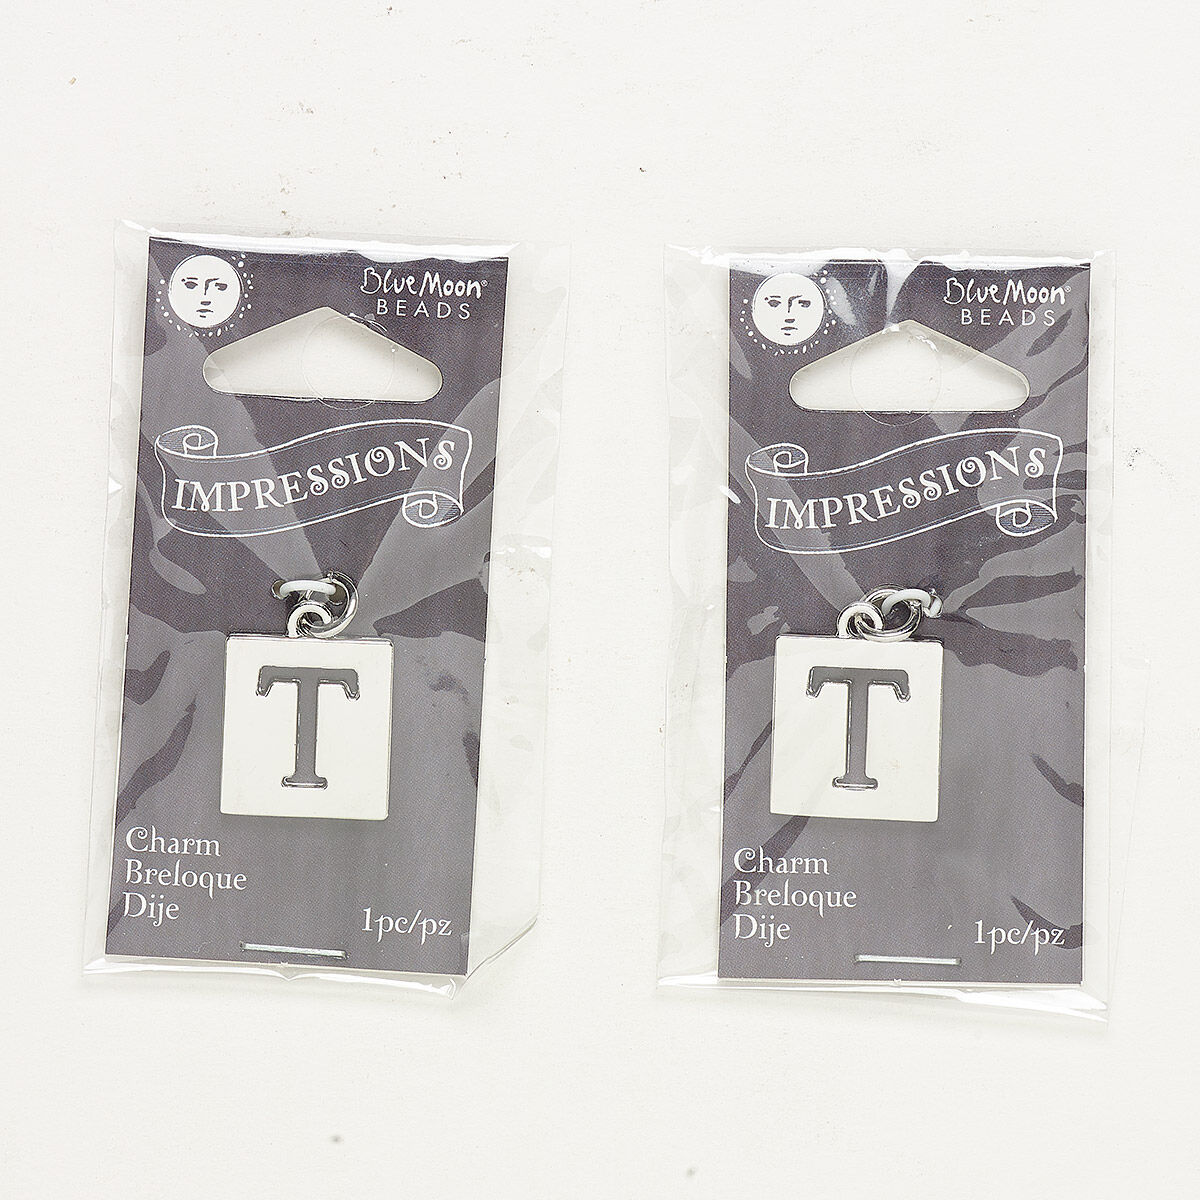 Blue Moon®
BEADS
IMPRESSIONS
T
Charm
Breloque
Dije
1pc/pz
Blue Moon®
BEADS
IMPRESSIONS
T
Charm
Breloque
Dije
1pc/pz